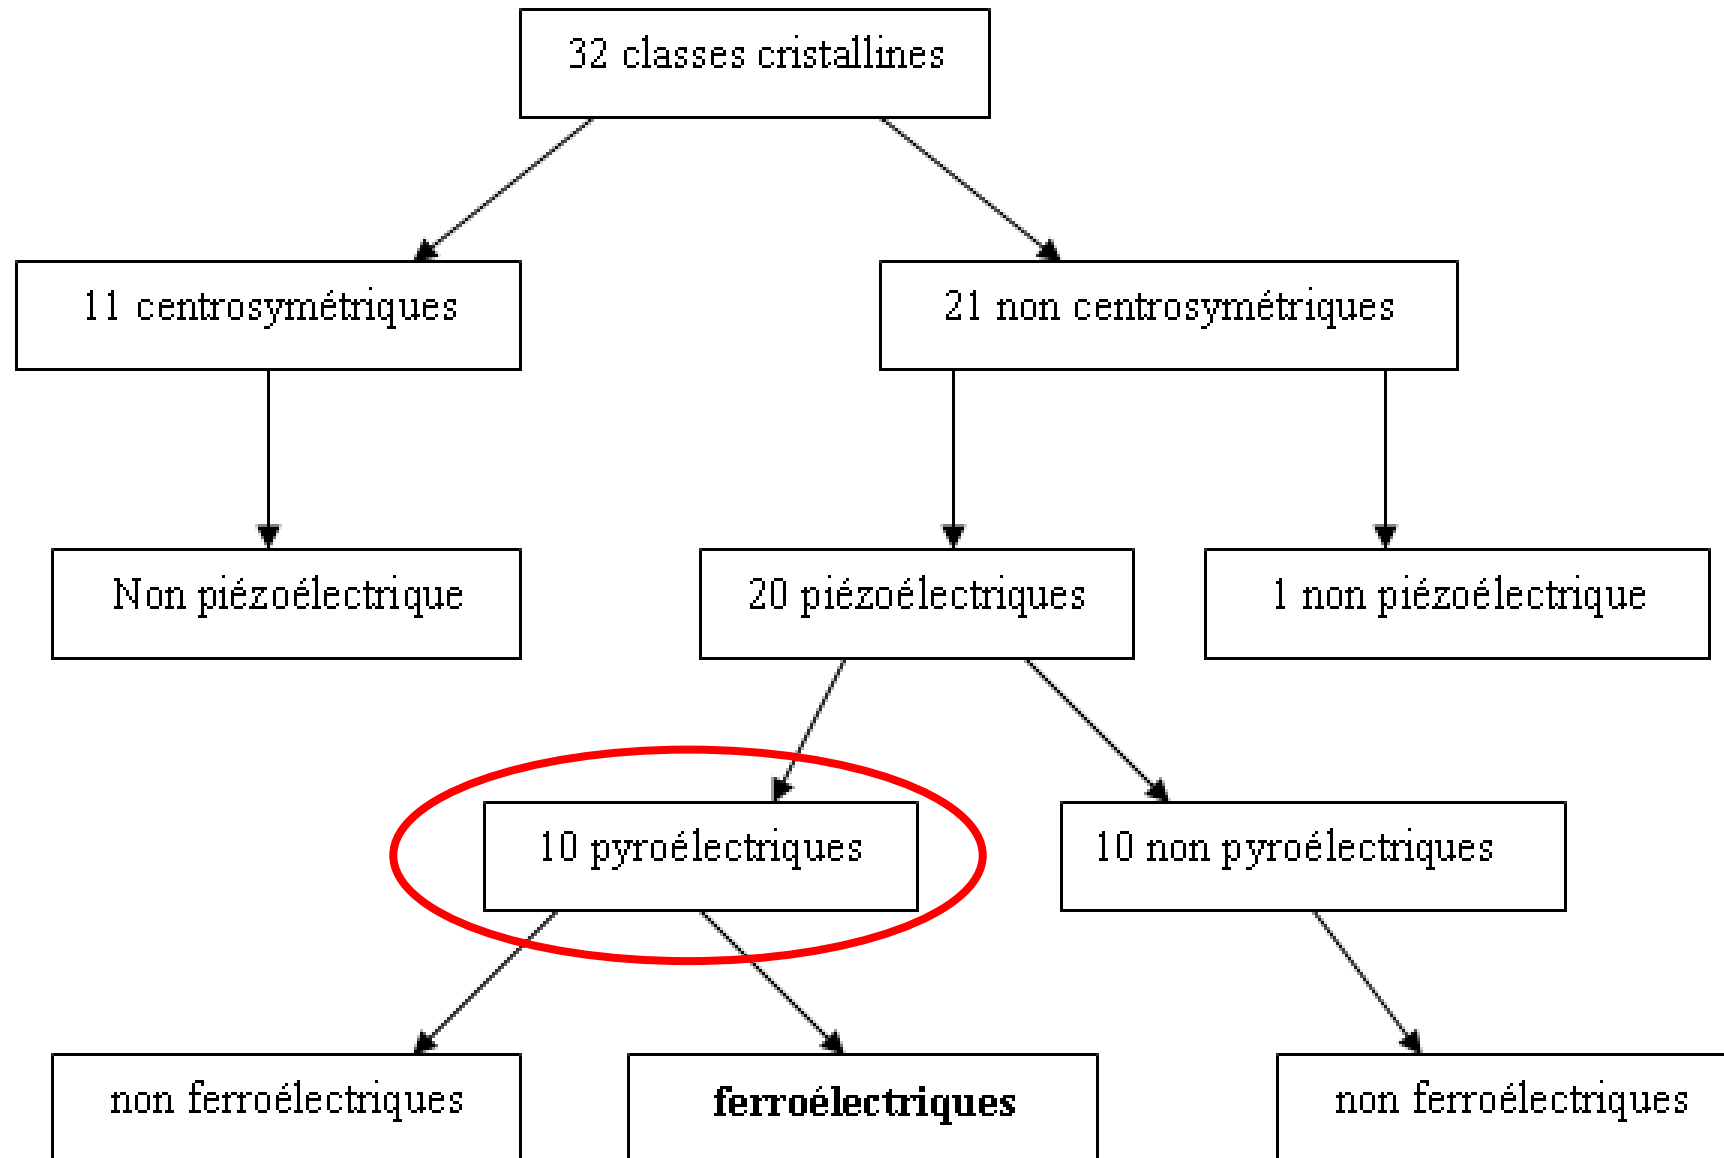 32 classes cristallines
11 centrosymétriques
21 non centrosymétriques
Non piézoélectrique
20 piézoélectriques
1 non piézoélectrique
10 pyroélectriques
10 non pyroélectriques
non ferroélectriques
ferroélectriques
non ferroélectriques